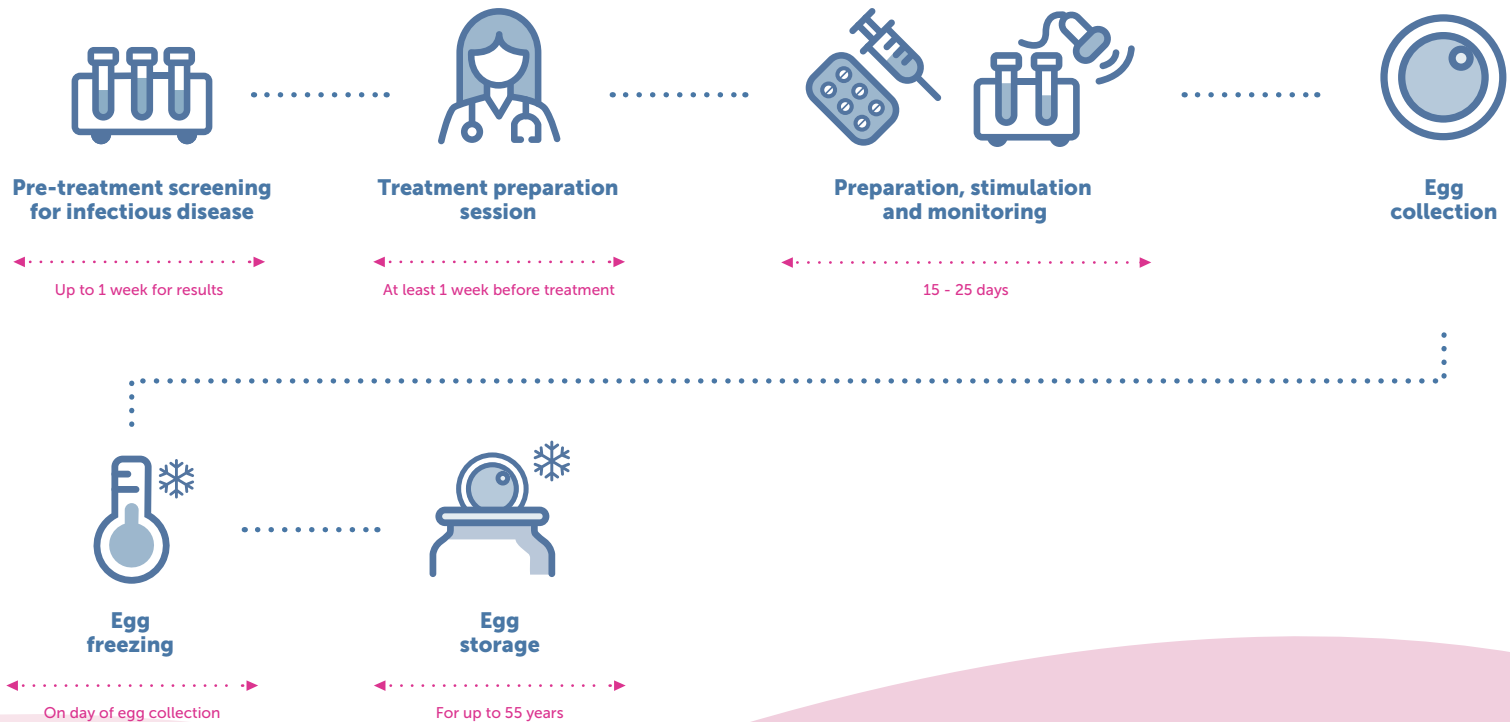 Pre-treatment screening
for infectious disease
Up to 1 week for results
Treatment preparation
session
At least 1 week before treatment
Preparation, stimulation
and monitoring
15 - 25 days
Egg
collection
Egg
freezing
On day of egg collection
Egg
storage
For up to 55 years